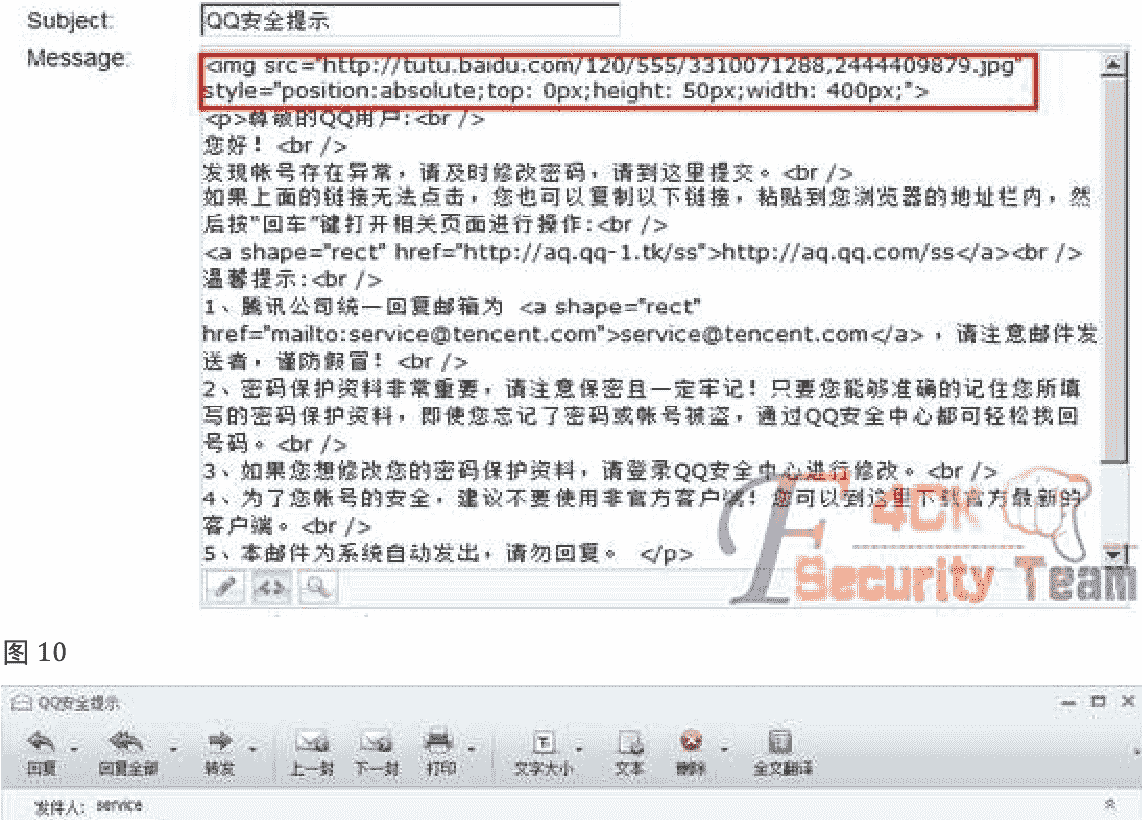 Subject:
QQ安全提示
Message:
<img src="http://tutu.baidu.com/120/555/3310071288,2444409879.jpg"
style="position:absolute;top: 0px;height: 50px;width: 400px;">
<p>尊敬的QQ用户:<br />
您好！<br />
发现帐号存在异常，请及时修改密码，请到这里提交。<br />
如果上面的链接无法点击，您也可以复制以下链接，粘贴到您浏览器的地址栏内，然
后按“回车”键打开相关页面进行操作:<br />
<a shape="rect" href="http://aq.qq-1.tk/ss">http://aq.qq.com/ss</a><br />
温馨提示:<br />
1、腾讯公司统一回复邮箱为 <a shape="rect"
href="mailto:service@tencent.com">service@tencent.com</a> ，请注意邮件发
送者，谨防假冒！<br />
2、密码保护资料非常重要，请注意保密且一定牢记！只要您能够准确的记住您所填
写的密码保护资料，即使您忘记了密码或帐号被盗，通过QQ安全中心都可轻松找回
号码。<br />
3、如果您想修改您的密码保护资料，请登录QQ安全中心进行修改。<br />
4、为了您帐号的安全，建议不要使用非官方客户端！您可以到这里下载官方最新的
客户端。<br />
5、本邮件为系统自动发出，请勿回复。 </p>
F4CK
Security Team
图 10
QQ安全提示
回复 回复全部 转发 上一封 下一封 打印 文字大小 文本 删除 全文翻译
发件人: service